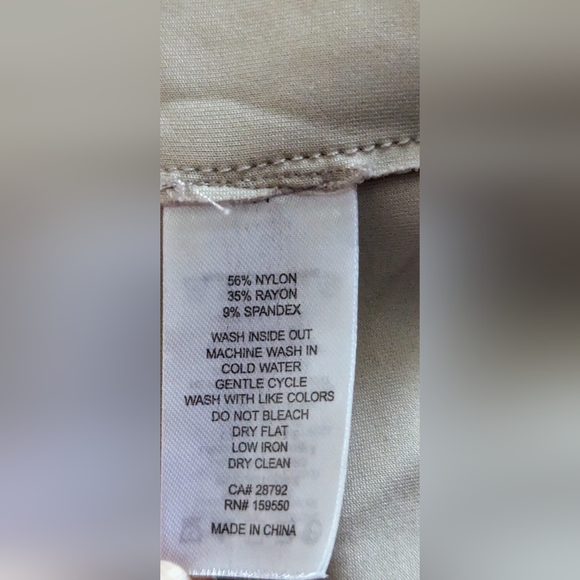 56% NYLON
35% RAYON
9% SPANDEX
WASH INSIDE OUT
MACHINE WASH IN
COLD WATER
GENTLE CYCLE
WASH WITH LIKE COLORS
DO NOT BLEACH
DRY FLAT
LOW IRON
DRY CLEAN
CA# 28792
RN# 159550
MADE IN CHINA